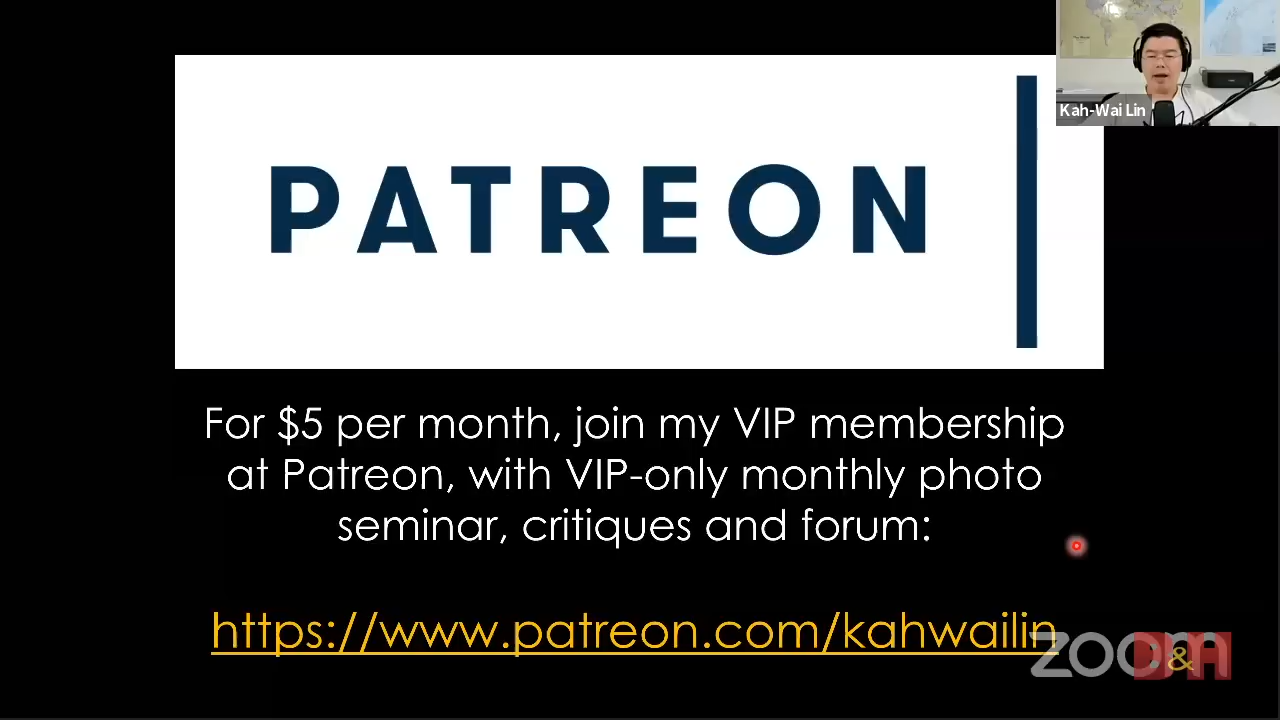 PATREON
Kah-Wai Lin
For $5 per month, join my VIP membership
at Patreon, with VIP-only monthly photo
seminar, critiques and forum:
https://www.patreon.com/kahwailin
zoom